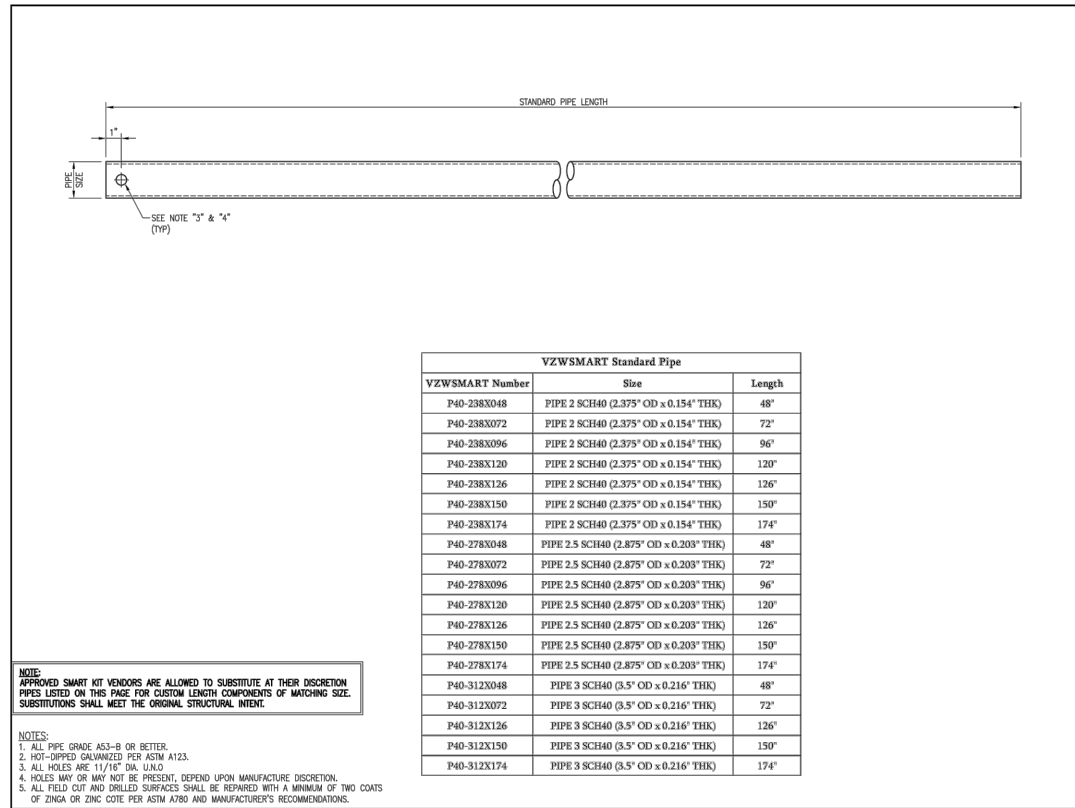 STANDARD PIPE LENGTH
1"
PIPE
SIZE
SEE NOTE "3" & "4"
(TYP)
VZWSMART Standard Pipe
VZWSMART Number Size Length
P40-238X048 PIPE 2 SCH40 (2.375" OD x 0.154" THK) 48"
P40-238X072 PIPE 2 SCH40 (2.375" OD x 0.154" THK) 72"
P40-238X096 PIPE 2 SCH40 (2.375" OD x 0.154" THK) 96"
P40-238X120 PIPE 2 SCH40 (2.375" OD x 0.154" THK) 120"
P40-238X126 PIPE 2 SCH40 (2.375" OD x 0.154" THK) 126"
P40-238X150 PIPE 2 SCH40 (2.375" OD x 0.154" THK) 150"
P40-238X174 PIPE 2 SCH40 (2.375" OD x 0.154" THK) 174"
P40-278X048 PIPE 2.5 SCH40 (2.875" OD x 0.203" THK) 48"
P40-278X072 PIPE 2.5 SCH40 (2.875" OD x 0.203" THK) 72"
P40-278X096 PIPE 2.5 SCH40 (2.875" OD x 0.203" THK) 96"
P40-278X120 PIPE 2.5 SCH40 (2.875" OD x 0.203" THK) 120"
P40-278X126 PIPE 2.5 SCH40 (2.875" OD x 0.203" THK) 126"
P40-278X150 PIPE 2.5 SCH40 (2.875" OD x 0.203" THK) 150"
P40-278X174 PIPE 2.5 SCH40 (2.875" OD x 0.203" THK) 174"
P40-312X048 PIPE 3 SCH40 (3.5" OD x 0.216" THK) 48"
P40-312X072 PIPE 3 SCH40 (3.5" OD x 0.216" THK) 72"
P40-312X126 PIPE 3 SCH40 (3.5" OD x 0.216" THK) 126"
P40-312X150 PIPE 3 SCH40 (3.5" OD x 0.216" THK) 150"
P40-312X174 PIPE 3 SCH40 (3.5" OD x 0.216" THK) 174"
NOTE:
APPROVED SMART KIT VENDORS ARE ALLOWED TO SUBSTITUTE AT THEIR DISCRETION
PIPES LISTED ON THIS PAGE FOR CUSTOM LENGTH COMPONENTS OF MATCHING SIZE.
SUBSTITUTIONS SHALL MEET THE ORIGINAL STRUCTURAL INTENT.
NOTES:
1. ALL PIPE GRADE A53-B OR BETTER.
2. HOT-DIPPED GALVANIZED PER ASTM A123.
3. ALL HOLES ARE 11/16" DIA. U.N.O
4. HOLES MAY OR MAY NOT BE PRESENT, DEPEND UPON MANUFACTURE DISCRETION.
5. ALL FIELD CUT AND DRILLED SURFACES SHALL BE REPAIRED WITH A MINIMUM OF TWO COATS
OF ZINGA OR ZINC COTE PER ASTM A780 AND MANUFACTURER'S RECOMMENDATIONS.